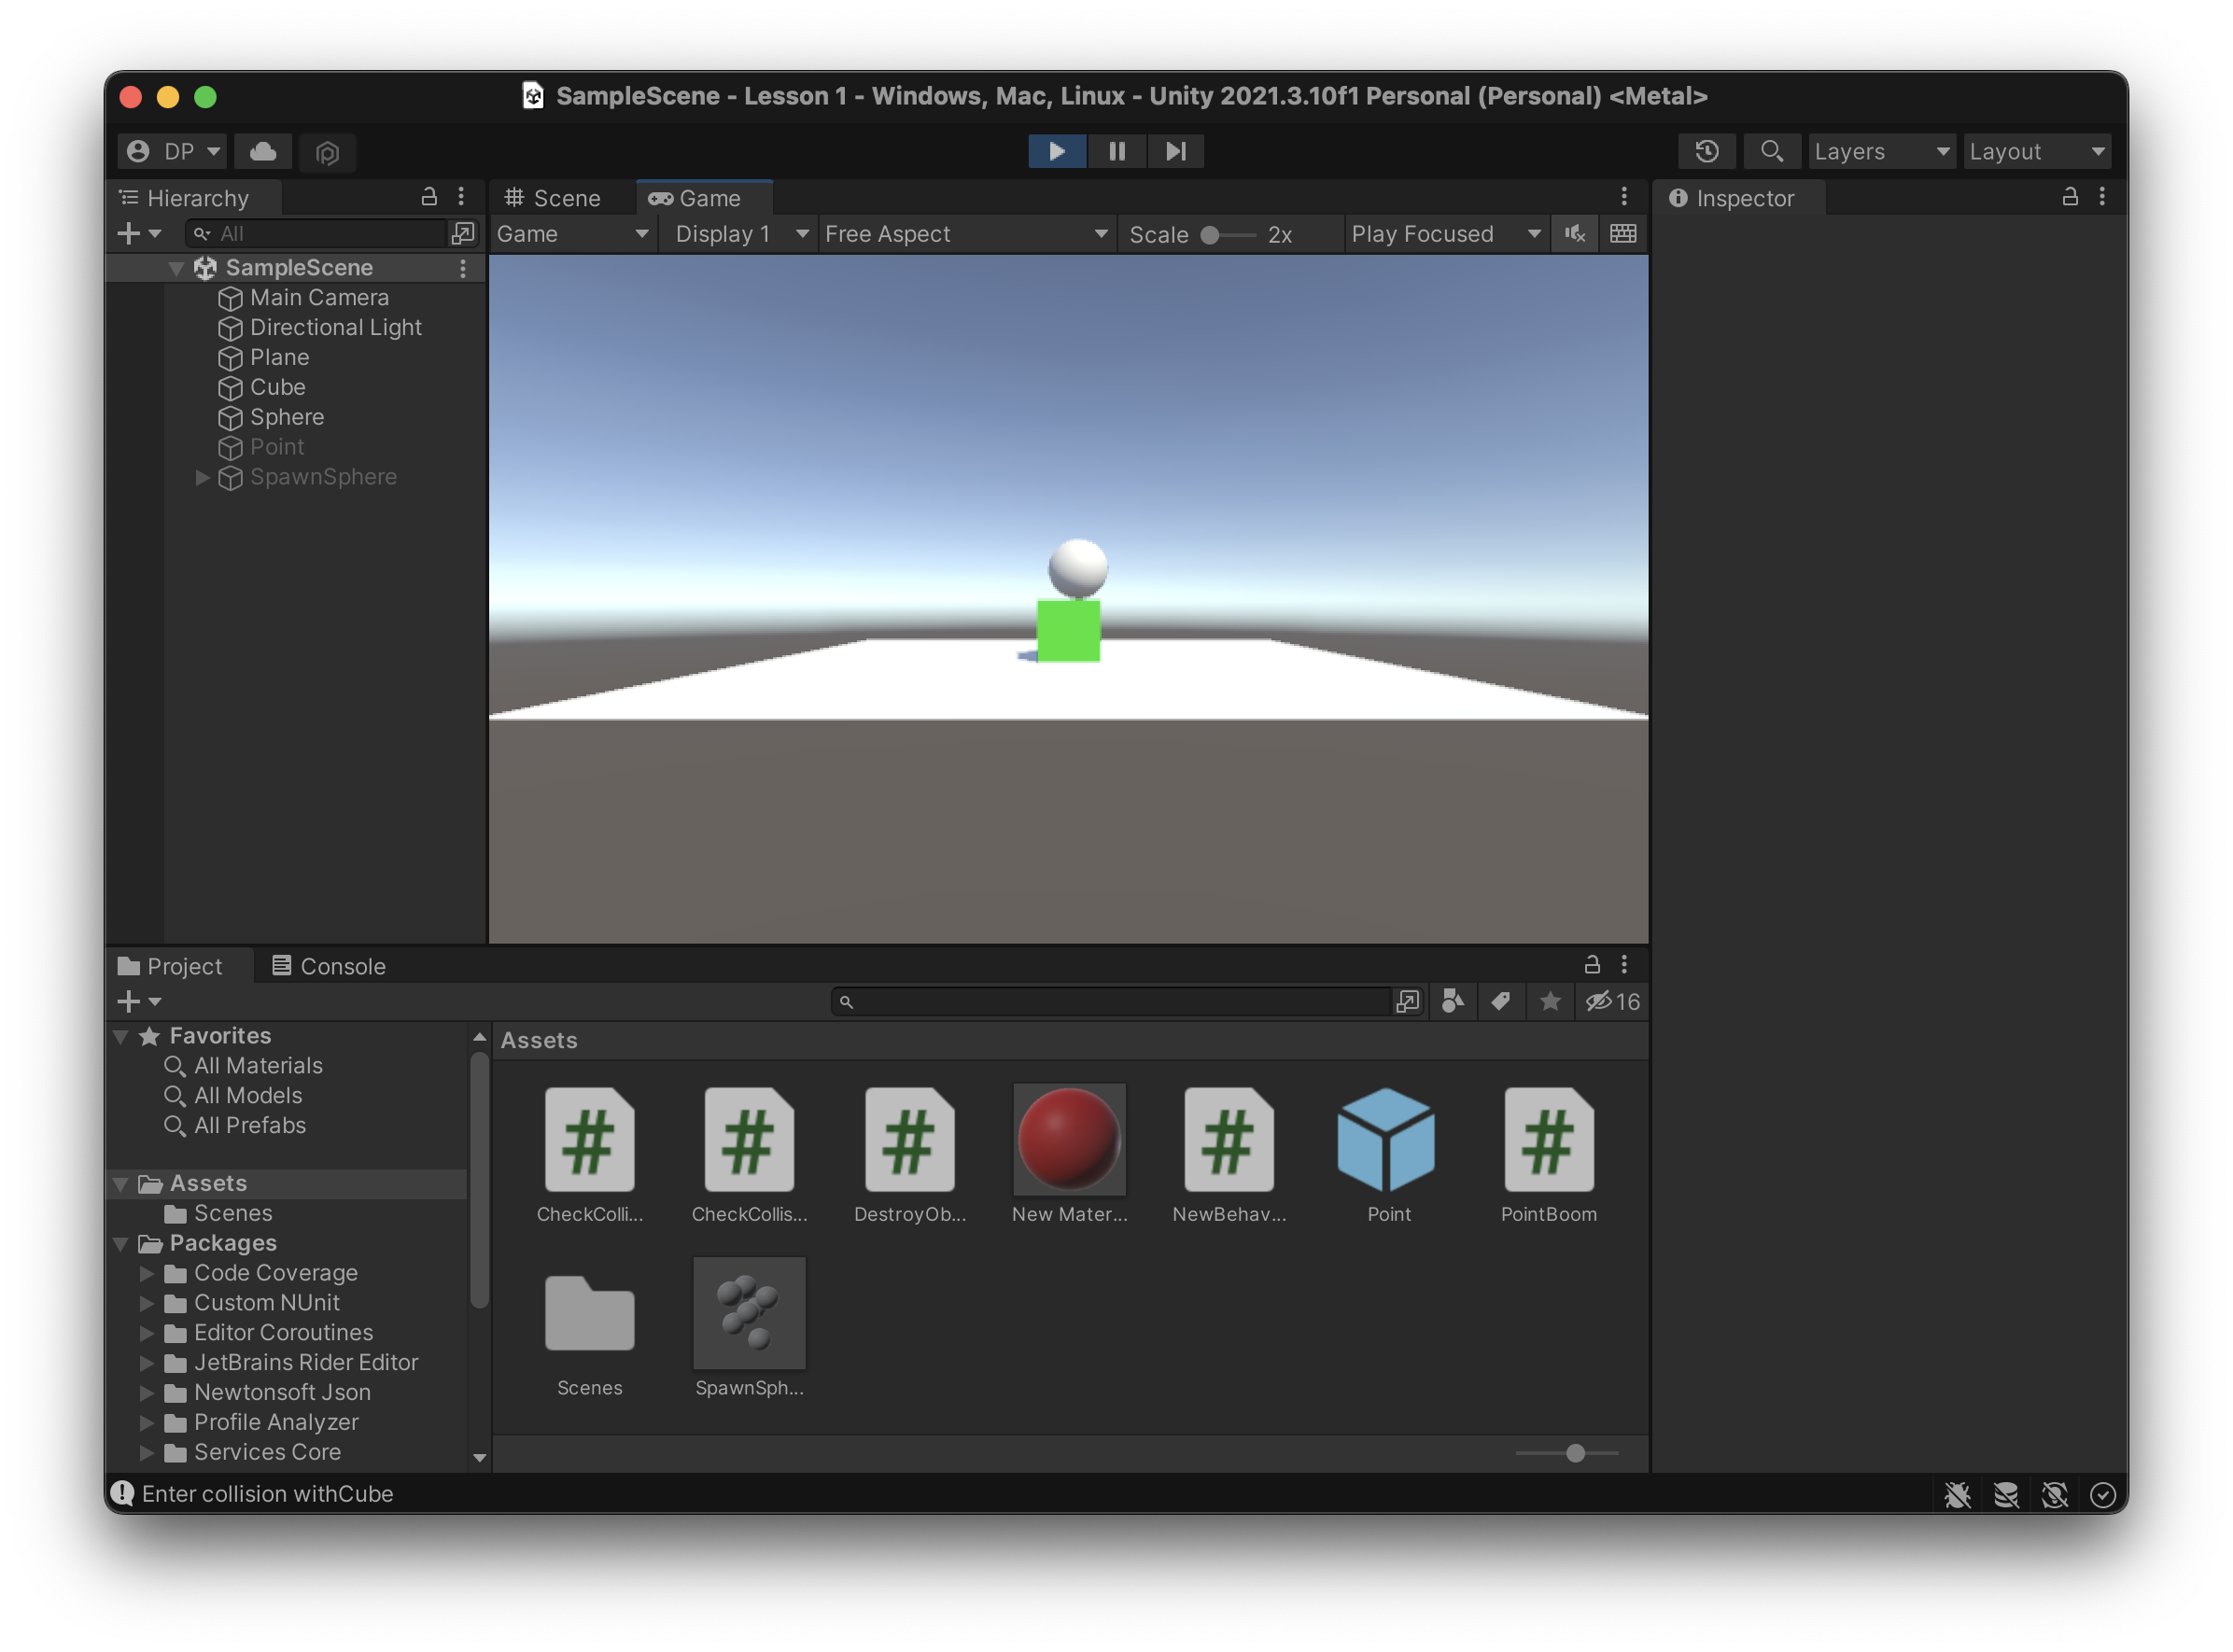 SampleScene - Lesson 1 - Windows, Mac, Linux - Unity 2021.3.10f1 Personal (Personal) <Metal>
DP
Layers
Layout
Hierarchy
All
SampleScene
Main Camera
Directional Light
Plane
Cube
Sphere
Point
SpawnSphere
Scene
Game
Game
Display 1
Free Aspect
Scale
2x
Play Focused
Inspector
Project
Console
16
Favorites
All Materials
All Models
All Prefabs
Assets
Scenes
Packages
Code Coverage
Custom NUnit
Editor Coroutines
JetBrains Rider Editor
Newtonsoft Json
Profile Analyzer
Services Core
Assets
CheckColli...
CheckCollis...
DestroyOb...
New Mater...
NewBehav...
Point
PointBoom
Scenes
SpawnSph...
Enter collision withCube